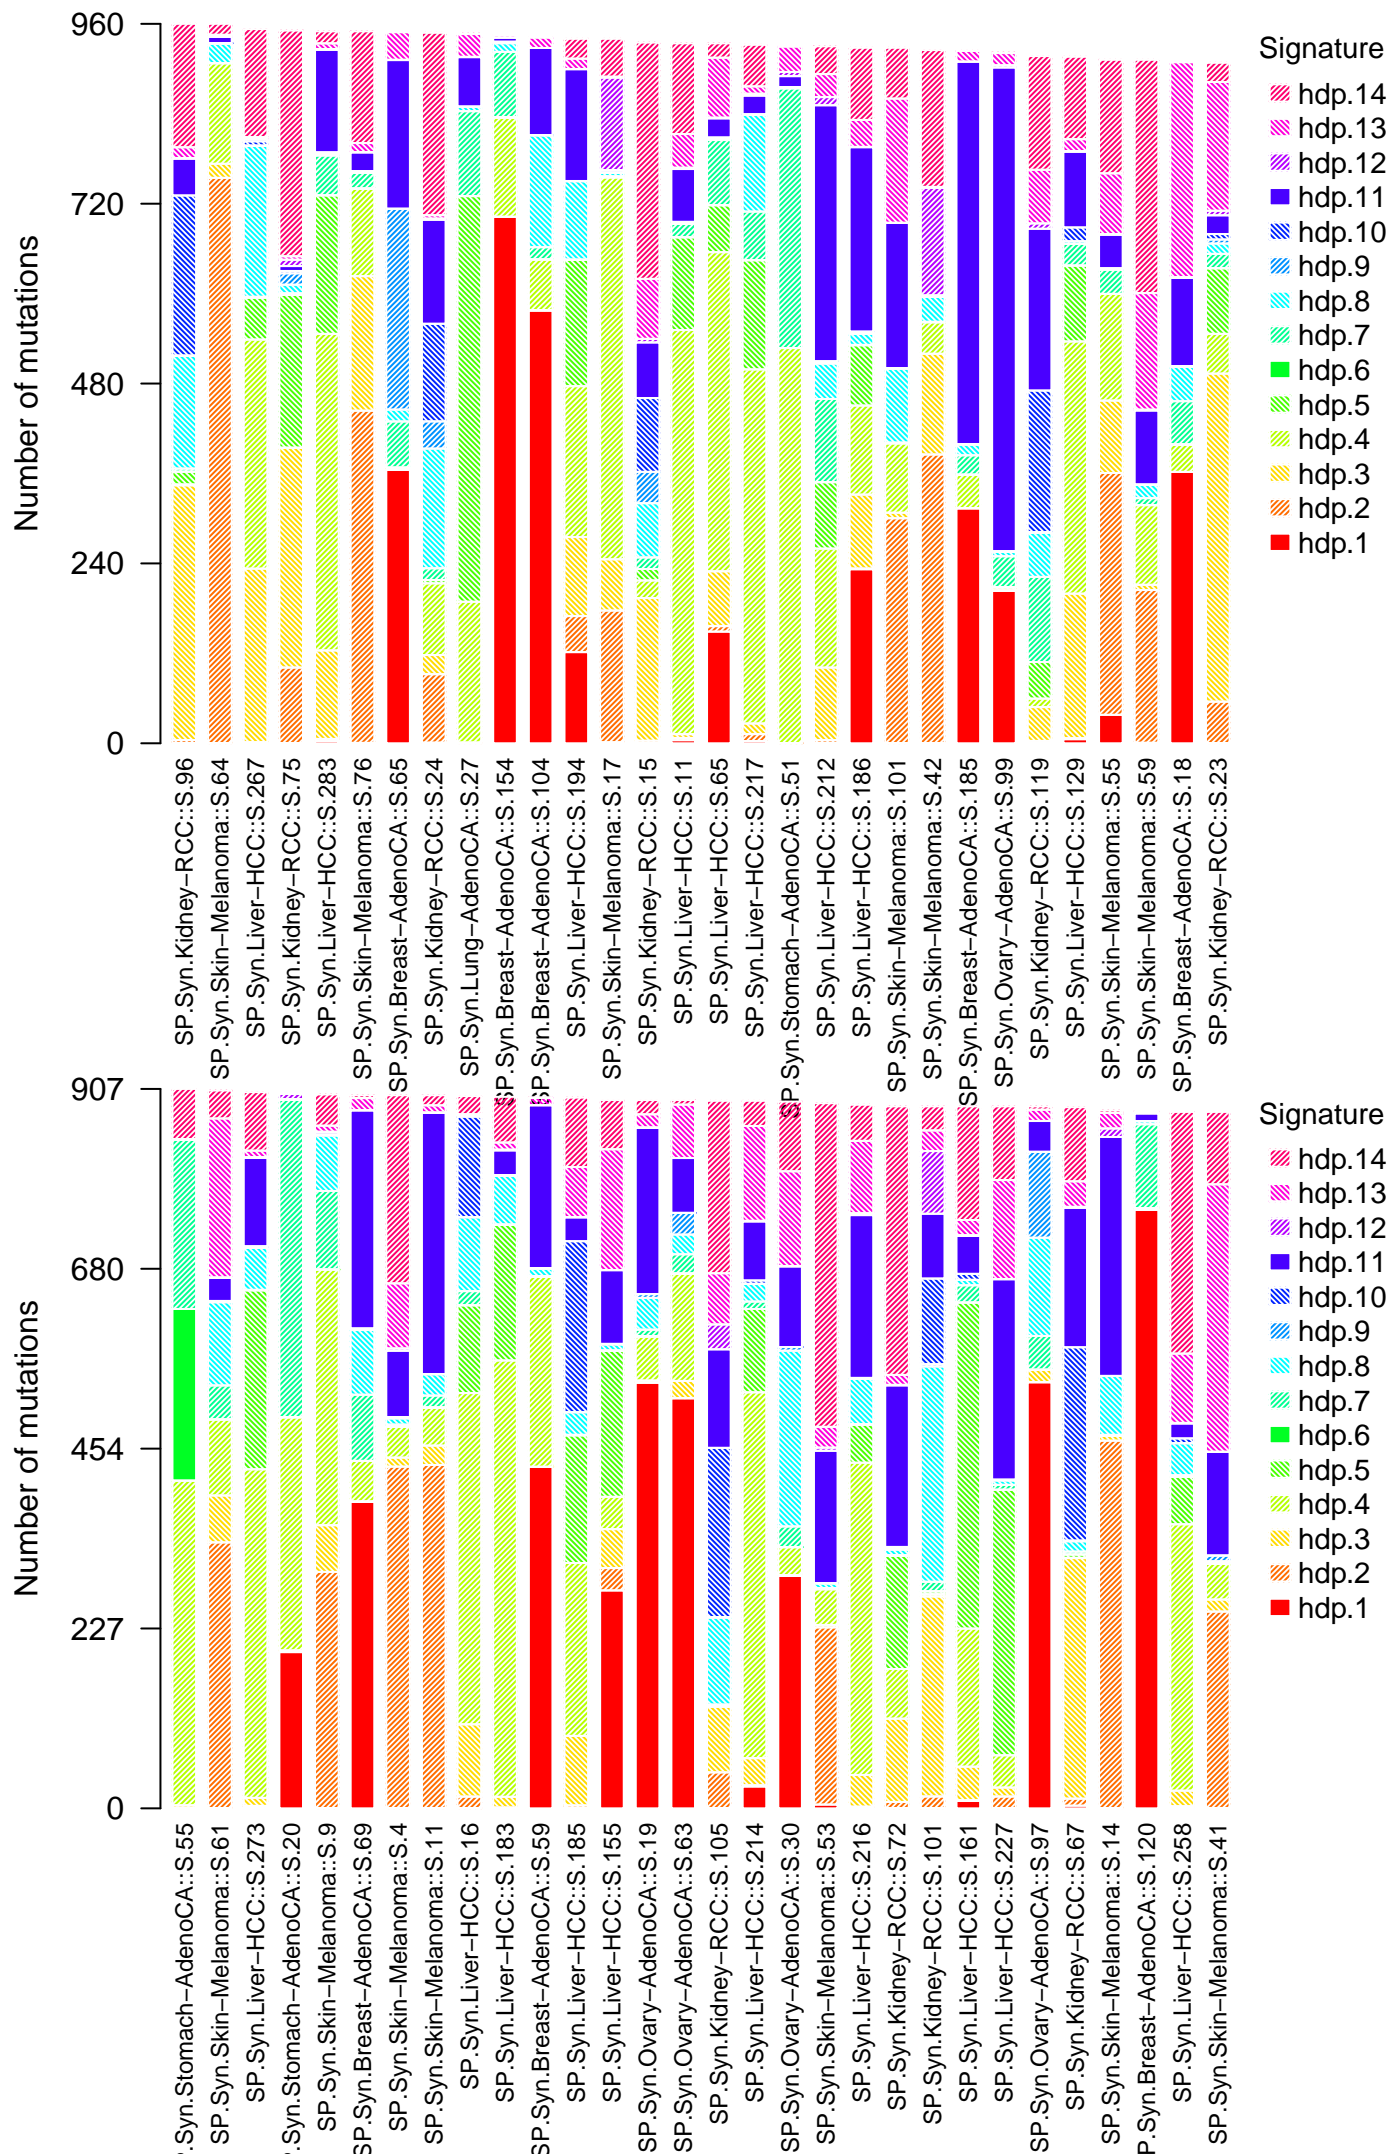 Number of mutations
960
720
480
240
0
Signature
hdp.14
hdp.13
hdp.12
hdp.11
hdp.10
hdp.9
hdp.8
hdp.7
hdp.6
hdp.5
hdp.4
hdp.3
hdp.2
hdp.1
SP.Syn.Kidney−RCC::S.96
SP.Syn.Skin−Melanoma::S.64
SP.Syn.Liver−HCC::S.267
SP.Syn.Kidney−RCC::S.75
SP.Syn.Liver−HCC::S.283
SP.Syn.Skin−Melanoma::S.76
SP.Syn.Breast−AdenoCA::S.65
SP.Syn.Kidney−RCC::S.24
SP.Syn.Lung−AdenoCA::S.27
SP.Syn.Breast−AdenoCA::S.154
SP.Syn.Breast−AdenoCA::S.104
SP.Syn.Liver−HCC::S.194
SP.Syn.Skin−Melanoma::S.17
SP.Syn.Kidney−RCC::S.15
SP.Syn.Liver−HCC::S.11
SP.Syn.Liver−HCC::S.65
SP.Syn.Liver−HCC::S.217
SP.Syn.Stomach−AdenoCA::S.51
SP.Syn.Liver−HCC::S.212
SP.Syn.Liver−HCC::S.186
SP.Syn.Skin−Melanoma::S.101
SP.Syn.Skin−Melanoma::S.42
SP.Syn.Breast−AdenoCA::S.185
SP.Syn.Ovary−AdenoCA::S.99
SP.Syn.Kidney−RCC::S.119
SP.Syn.Liver−HCC::S.129
SP.Syn.Skin−Melanoma::S.55
SP.Syn.Skin−Melanoma::S.59
SP.Syn.Breast−AdenoCA::S.18
SP.Syn.Kidney−RCC::S.23
Number of mutations
907
680
454
227
0
Signature
hdp.14
hdp.13
hdp.12
hdp.11
hdp.10
hdp.9
hdp.8
hdp.7
hdp.6
hdp.5
hdp.4
hdp.3
hdp.2
hdp.1
P.Syn.Stomach−AdenoCA::S.55
SP.Syn.Skin−Melanoma::S.61
SP.Syn.Liver−HCC::S.273
P.Syn.Stomach−AdenoCA::S.20
SP.Syn.Skin−Melanoma::S.9
SP.Syn.Breast−AdenoCA::S.69
SP.Syn.Skin−Melanoma::S.4
SP.Syn.Skin−Melanoma::S.11
SP.Syn.Liver−HCC::S.16
SP.Syn.Liver−HCC::S.183
SP.Syn.Breast−AdenoCA::S.59
SP.Syn.Liver−HCC::S.185
SP.Syn.Liver−HCC::S.155
SP.Syn.Ovary−AdenoCA::S.19
SP.Syn.Ovary−AdenoCA::S.63
SP.Syn.Kidney−RCC::S.105
SP.Syn.Liver−HCC::S.214
SP.Syn.Ovary−AdenoCA::S.30
SP.Syn.Skin−Melanoma::S.53
SP.Syn.Liver−HCC::S.216
SP.Syn.Kidney−RCC::S.72
SP.Syn.Kidney−RCC::S.101
SP.Syn.Liver−HCC::S.161
SP.Syn.Liver−HCC::S.227
SP.Syn.Ovary−AdenoCA::S.97
SP.Syn.Kidney−RCC::S.67
SP.Syn.Skin−Melanoma::S.14
P.Syn.Breast−AdenoCA::S.120
SP.Syn.Liver−HCC::S.258
SP.Syn.Skin−Melanoma::S.41